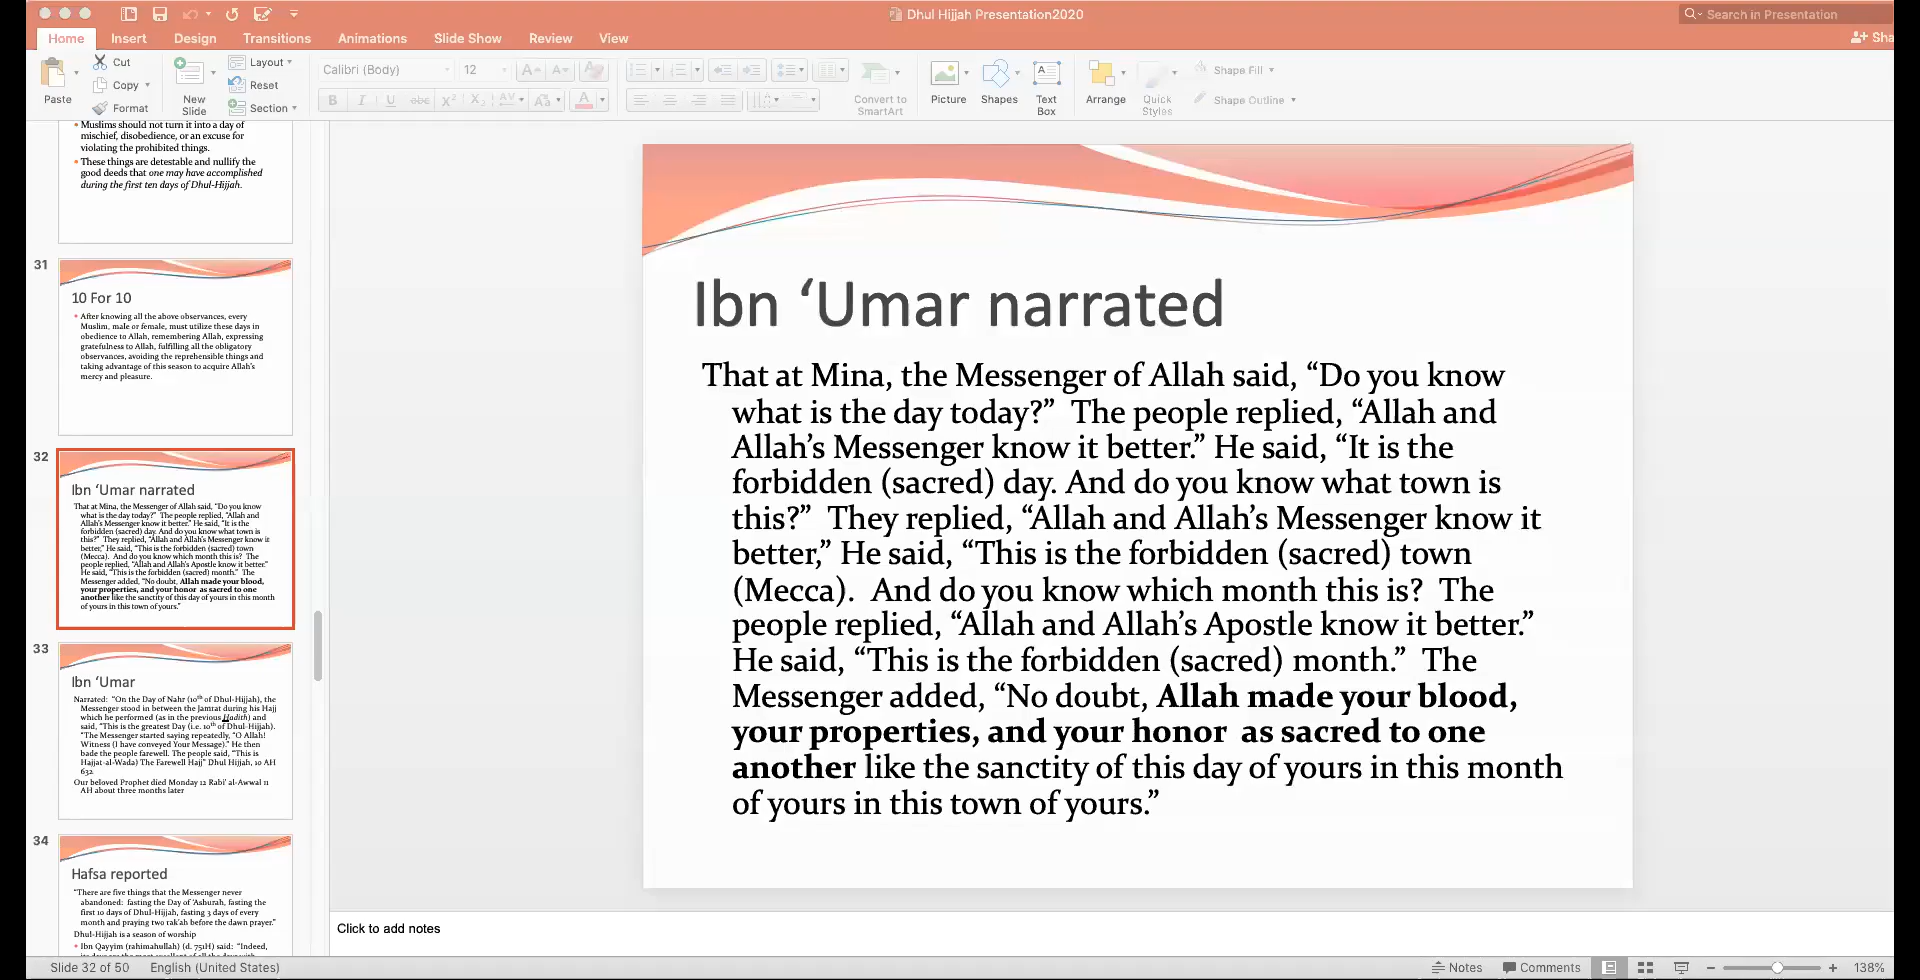 Dhul Hijjah Presentation2020
Search in Presentation
Home Insert Design Transitions Animations Slide Show Review View
Sha
Paste
Cut
Copy
Format
New
Slide
Layout
Reset
Section
Calibri (Body) 12
Convert to
SmartArt
Picture
Shapes
Text
Box
Arrange
Quick
Styles
Shape Fill
Shape Outline
Muslims should not turn it into a day of
mischief, disobedience, or an excuse for
violating the prohibited things.
These things are detestable and nullify the
good deeds that one may have accomplished
during the first ten days of Dhul-Hijjah.
31
10 For 10
After knowing all the above observances, every
Muslim, male or female, must utilize these days in
obedience to Allah, remembering Allah, expressing
gratefulness to Allah, fulfilling all the obligatory
observances, avoiding the reprehensible things and
taking advantage of this season to acquire Allah's
mercy and pleasure.
32
Ibn ‘Umar narrated
That at Mina, the Messenger of Allah said, “Do you know
what is the day today?” The people replied, “Allah and
Allah’s Messenger know it better.” He said, “It is the
forbidden (sacred) day. And do you know what town is
this?” They replied, “Allah and Allah’s Messenger know it
better,” He said, “This is the forbidden (sacred) town
(Mecca). And do you know which month this is? The
people replied, “Allah and Allah’s Apostle know it better.”
He said, “This is the forbidden (sacred) month.” The
Messenger added, “No doubt, Allah made your blood,
your properties, and your honor as sacred to one
another like the sanctity of this day of yours in this month
of yours in this town of yours.”
33
Ibn ‘Umar
Narrated: “On the Day of Nahr (10th of Dhul-Hijjah), the
Messenger stood in between the Jamrat during his Hajj
which he performed (as in the previous Hadith) and
said, “This is the greatest Day (i.e. 10th of Dhul-Hijjah).
“The Messenger started saying repeatedly, “O Allah!
Witness (I have conveyed Your Message).” He then
bade the people farewell. The people said, “This is
Hajjat-al-Wada) The Farewell Hajj” Dhul Hijjah, 10 AH
632
Our beloved Prophet died Monday 12 Rabi’ al-Awwal 11
AH about three months later
34
Hafsa reported
“There are five things that the Messenger never
abandoned: fasting the Day of ‘Ashurah, fasting the
first 10 days of Dhul-Hijjah, fasting 3 days of every
month and praying two rak’ah before the dawn prayer.”
Dhul-Hijjah is a season of worship
Ibn Qayyim (rahimahullah) (d. 751H) said: “Indeed,
Ibn ‘Umar narrated
That at Mina, the Messenger of Allah said, “Do you know
what is the day today?” The people replied, “Allah and
Allah’s Messenger know it better.” He said, “It is the
forbidden (sacred) day. And do you know what town is
this?” They replied, “Allah and Allah’s Messenger know it
better,” He said, “This is the forbidden (sacred) town
(Mecca). And do you know which month this is? The
people replied, “Allah and Allah’s Apostle know it better.”
He said, “This is the forbidden (sacred) month.” The
Messenger added, “No doubt, Allah made your blood,
your properties, and your honor as sacred to one
another like the sanctity of this day of yours in this month
of yours in this town of yours.”
Click to add notes
Slide 32 of 50 English (United States)
Notes Comments 138%